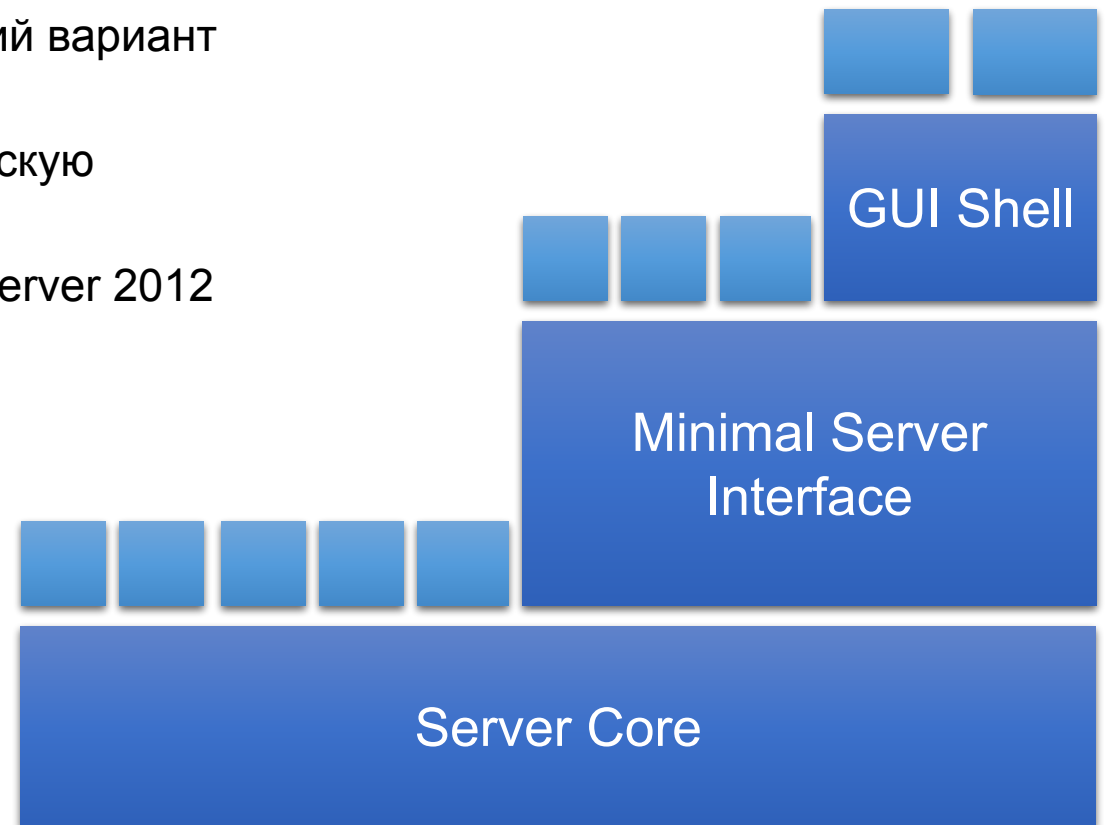 ий вариант
скую
erver 2012
GUI Shell
Minimal Server
Interface
Server Core